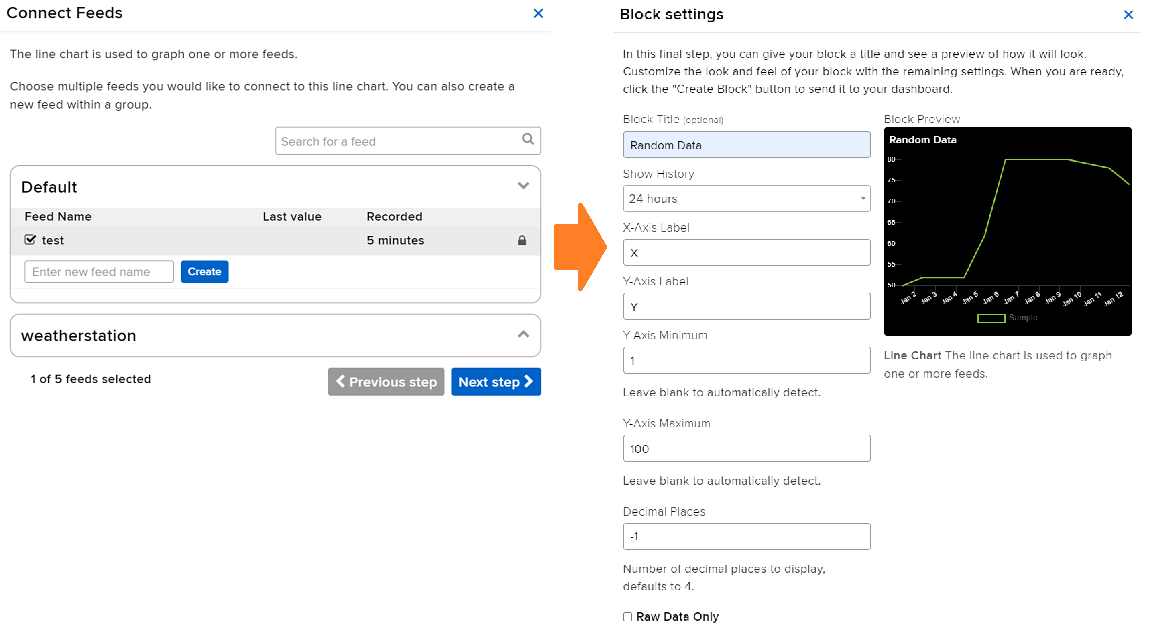 Connect Feeds
The line chart is used to graph one or more feeds.
Choose multiple feeds you would like to connect to this line chart. You can also create a
new feed within a group.
Search for a feed
Default
Feed Name Last value Recorded
test 5 minutes
Enter new feed name Create
weatherstation
1 of 5 feeds selected
Previous step Next step
Block settings
In this final step, you can give your block a title and see a preview of how it will look.
Customize the look and feel of your block with the remaining settings. When you are ready,
click the "Create Block" button to send it to your dashboard.
Block Title (optional)
Random Data
Show History
24 hours
X-Axis Label
X
Y-Axis Label
Y
Y Axis Minimum
1
Leave blank to automatically detect.
Y-Axis Maximum
100
Leave blank to automatically detect.
Decimal Places
-1
Number of decimal places to display,
defaults to 4.
Raw Data Only
Block Preview
Random Data
80
75
70
65
60
55
50
Jan 2 Jan 3 Jan 4 Jan 5 Jan 6 Jan 7 Jan 8 Jan 9 Jan 10 Jan 11 Jan 12
Sample
Line Chart The line chart is used to graph
one or more feeds.